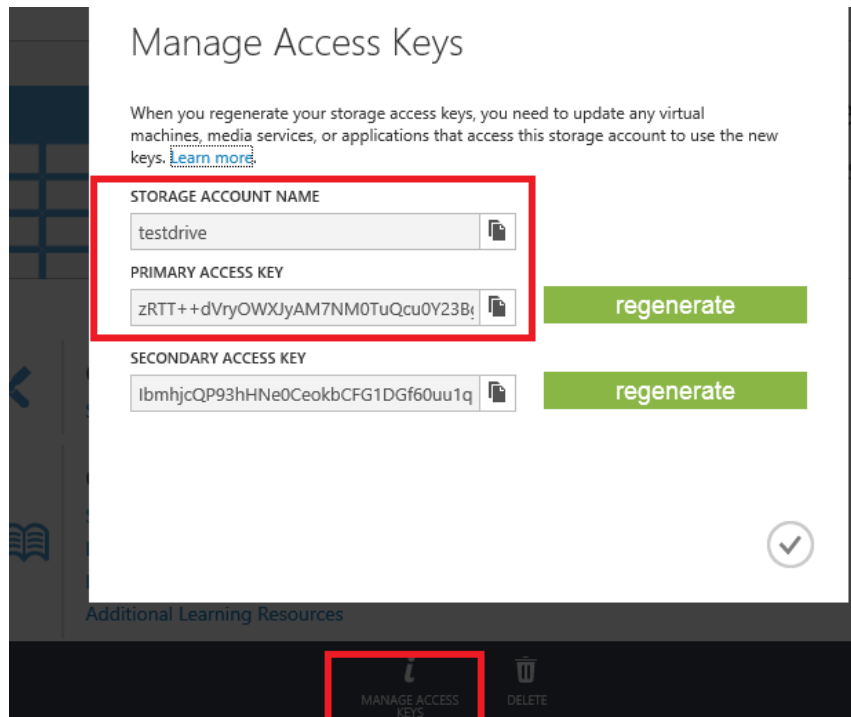 Manage Access Keys
When you regenerate your storage access keys, you need to update any virtual
machines, media services, or applications that access this storage account to use the new
keys. Learn more.
STORAGE ACCOUNT NAME
testdrive
PRIMARY ACCESS KEY
zRTT++dVryOWXJyAM7NM0TuQcu0Y23B
regenerate
SECONDARY ACCESS KEY
IbmhjcQP93hHNe0CeokbCFG1DGf60uu1q
regenerate
Additional Learning Resources
MANAGE ACCESS
KEYS
DELETE